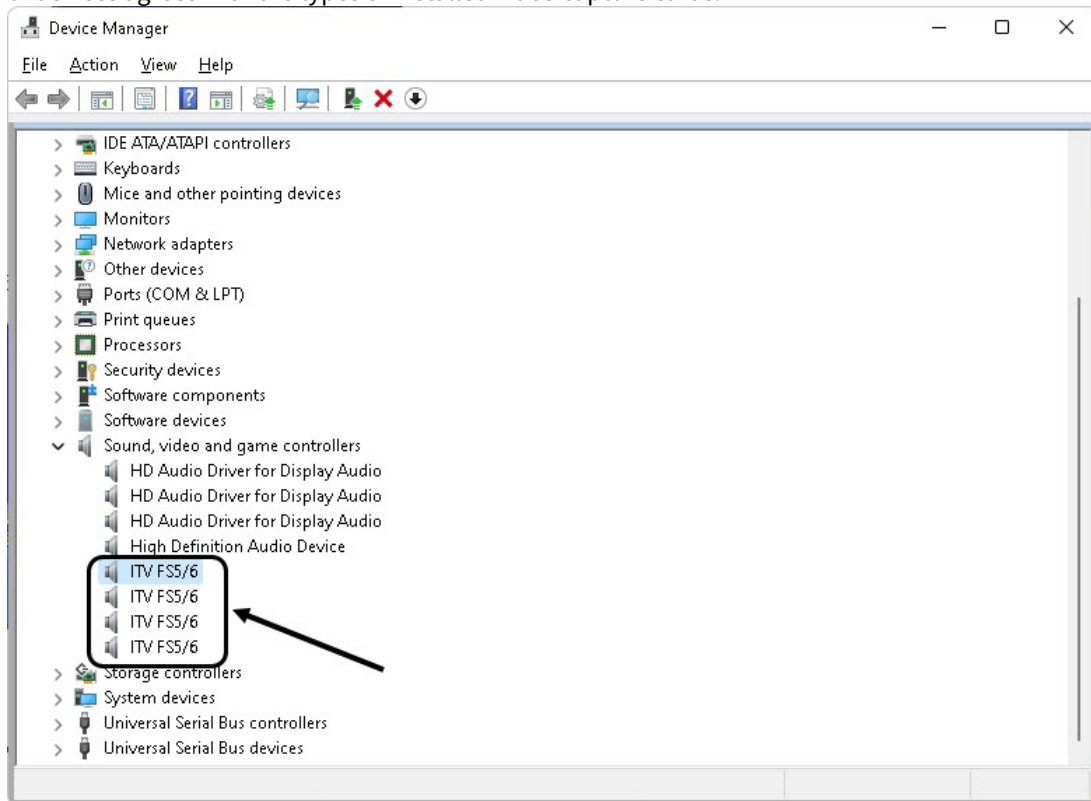 Device Manager
File Action View Help
IDE ATA/ATAPI controllers
Keyboards
Mice and other pointing devices
Monitors
Network adapters
Other devices
Ports (COM & LPT)
Print queues
Processors
Security devices
Software components
Software devices
Sound, video and game controllers
HD Audio Driver for Display Audio
HD Audio Driver for Display Audio
HD Audio Driver for Display Audio
High Definition Audio Device
ITV FS5/6
ITV FS5/6
ITV FS5/6
ITV FS5/6
Storage controllers
System devices
Universal Serial Bus controllers
Universal Serial Bus devices